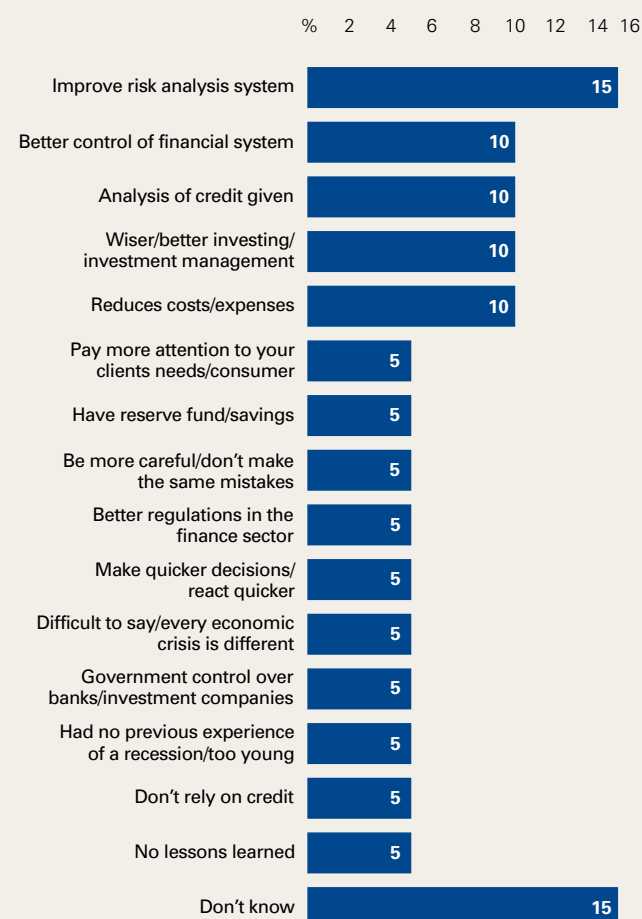 % 2 4 6 8 10 12 14 16
Improve risk analysis system 15
Better control of financial system 10
Analysis of credit given 10
Wiser/better investing/
investment management 10
Reduces costs/expenses 10
Pay more attention to your
clients needs/consumer 5
Have reserve fund/savings 5
Be more careful/don't make
the same mistakes 5
Better regulations in the
finance sector 5
Make quicker decisions/
react quicker 5
Difficult to say/every economic
crisis is different 5
Government control over
banks/investment companies 5
Had no previous experience
of a recession/too young 5
Don't rely on credit 5
No lessons learned 5
Don't know 15